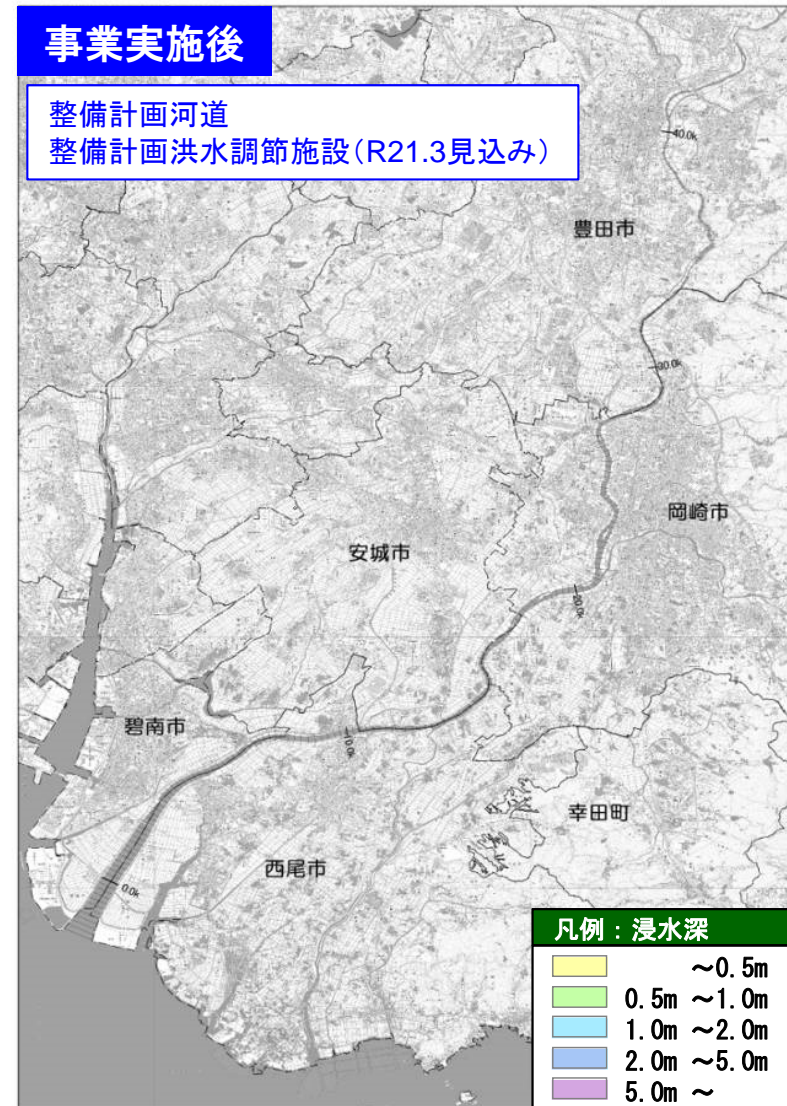 事業実施後
整備計画河道
整備計画洪水調節施設（R21.3見込み）
40.0k
豊田市
30.0k
岡崎市
安城市
20.0k
碧南市
10.0k
幸田町
西尾市
0.0k
凡例：浸水深
～0.5m
0.5m ～1.0m
1.0m ～2.0m
2.0m ～5.0m
5.0m ～